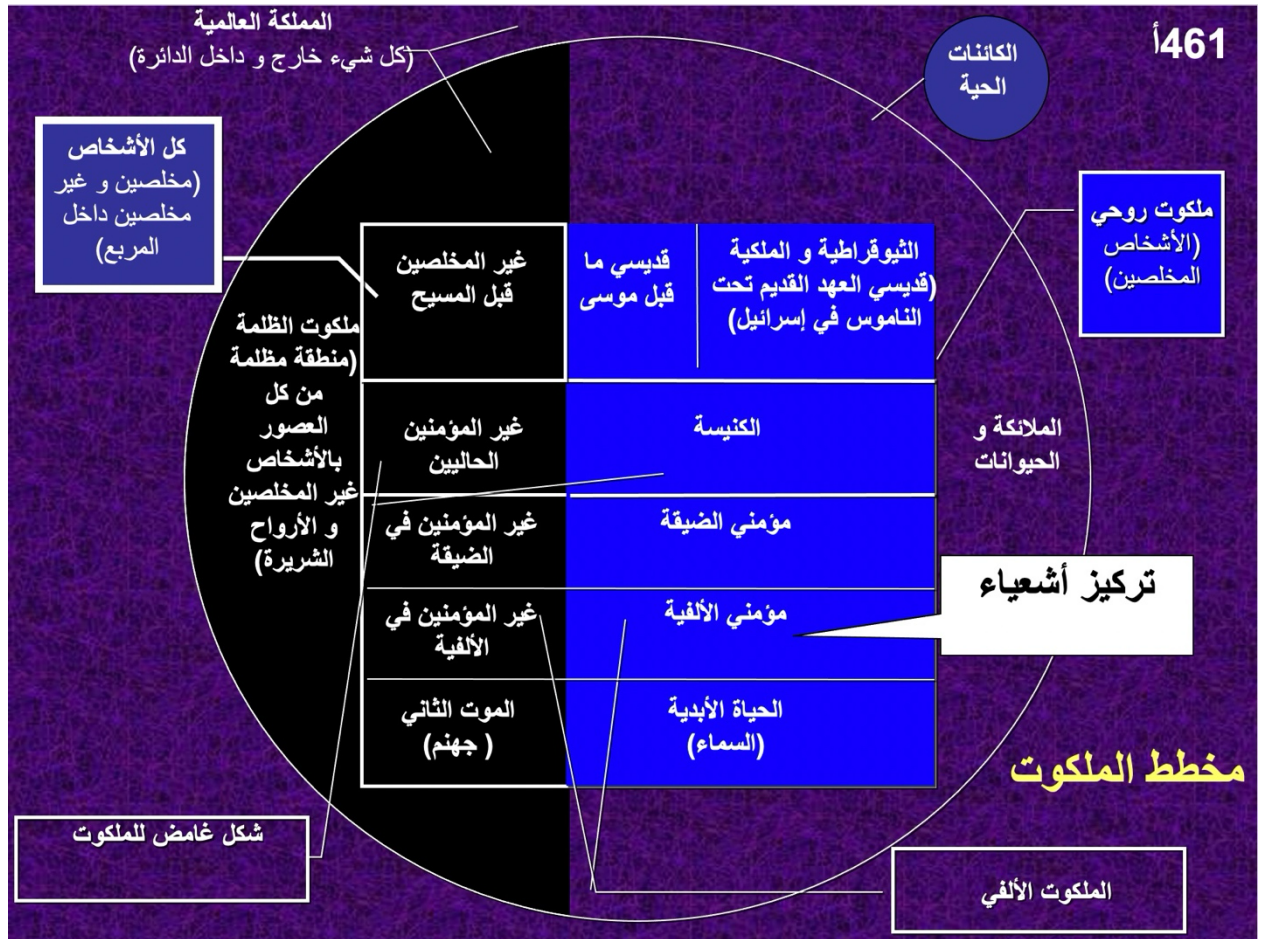 461أ
المملكة العالمية
(كل شيء خارج و داخل الدائرة)
الكائنات
الحية
كل الأشخاص
(مخلصين و غير
مخلصين داخل
المربع)
ملكوت روحي
(الأشخاص
المخلصين)
الثيوقراطية و الملكية
(قديسي العهد القديم تحت
الناموس في إسرائيل)
قديسي ما
قبل موسى
غير المخلصين
قبل المسيح
ملكوت الظلمة
(منطقة مظلمة
من كل
العصور
بالأشخاص
غير المخلصين
و الأرواح
الشريرة)
الملائكة و
الحيوانات
الكنيسة
غير المؤمنين
الحاليين
مؤمني الضيقة
غير المؤمنين في
الضيقة
تركيز أشعياء
مؤمني الألفية
غير المؤمنين في
الألفية
الحياة الأبدية
(السماء)
الموت الثاني
( جهنم)
مخطط الملكوت
شكل غامض للملكوت
الملكوت الألفي